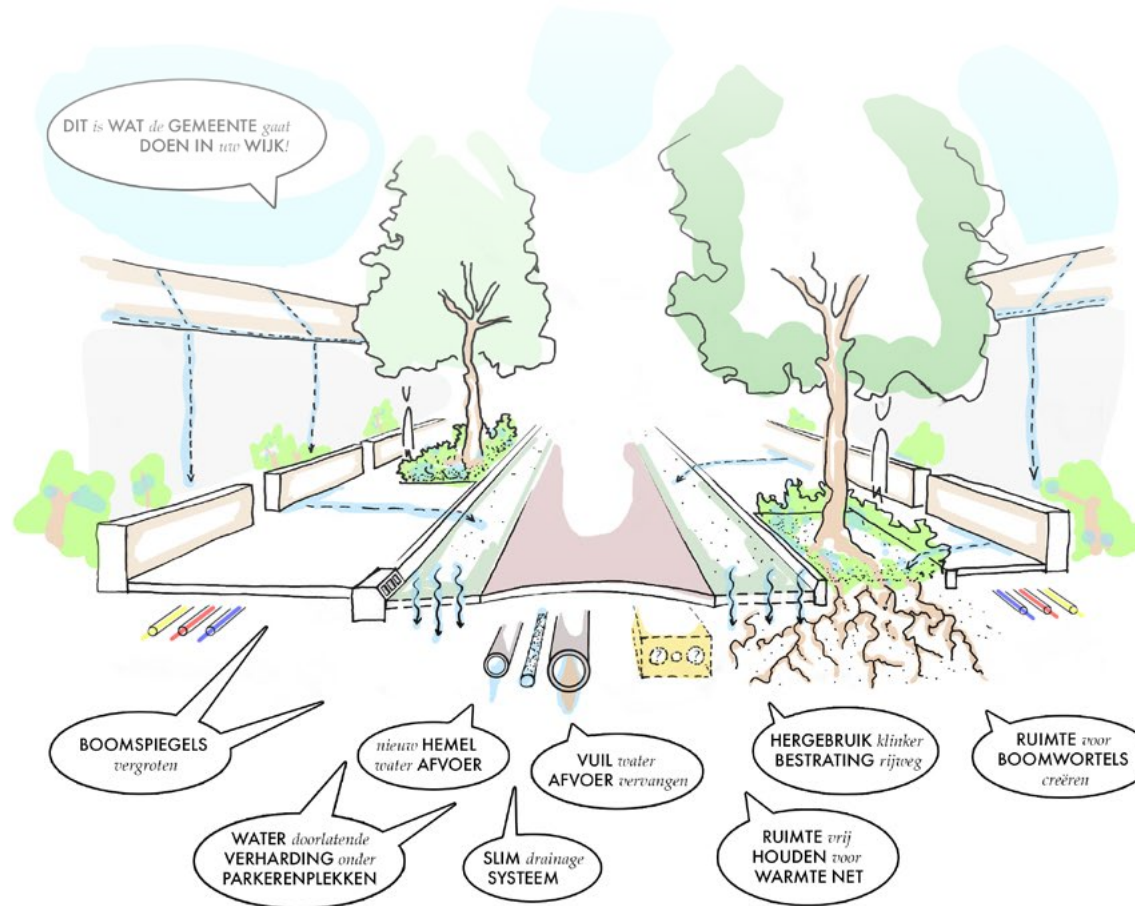 DIT is WAT de GEMEENTE gaat
DOEN IN uw WIJK!
? ?
BOOMSPIEGELS
vergroten
nieuw HEMEL
water AFVOER
VUIL water
AFVOER vervangen
HERGEBRUIK klinker
BESTRATING rijweg
RUIMTE voor
BOOMWORTELS
creëren
WATER doorlatende
VERHARDING onder
PARKERENPLEKKEN
SLIM drainage
SYSTEEM
RUIMTE vrij
HOUDEN voor
WARMTE NET